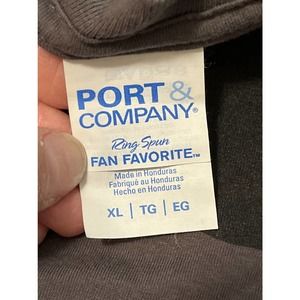 PORT &
COMPANY®
Ring Spun
FAN FAVORITE™
Made in Honduras
Fabriqué au Honduras
Hecho en Honduras
XL | TG | EG